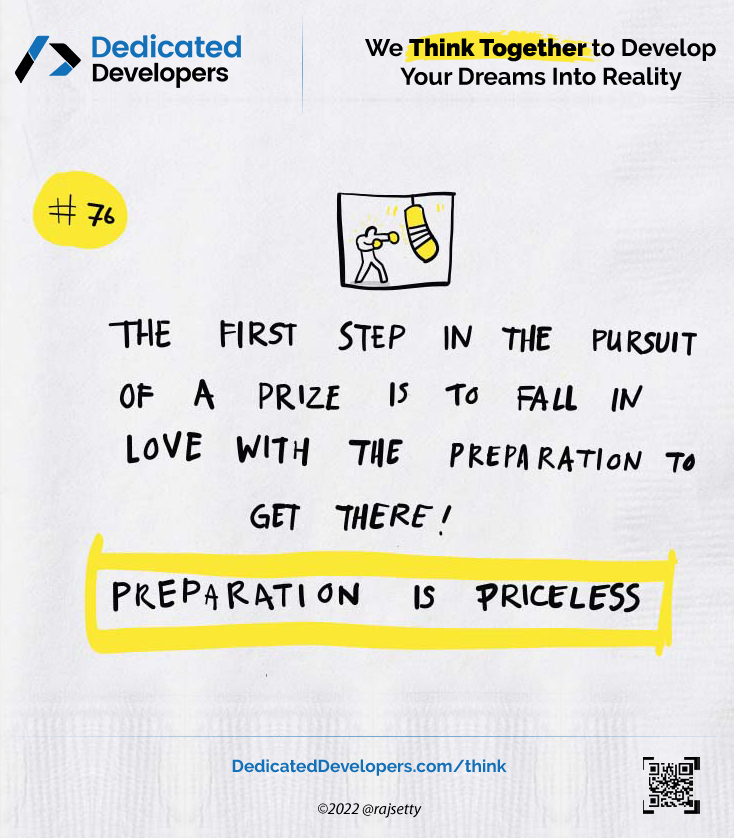 Dedicated
Developers
We Think Together to Develop
Your Dreams Into Reality
# 76
THE FIRST STEP IN THE PURSUIT
OF A PRIZE IS TO FALL IN
LOVE WITH THE PREPARATION TO
GET THERE!
PREPARATION IS PRICELESS
DedicatedDevelopers.com/think
©2022 @rajsetty